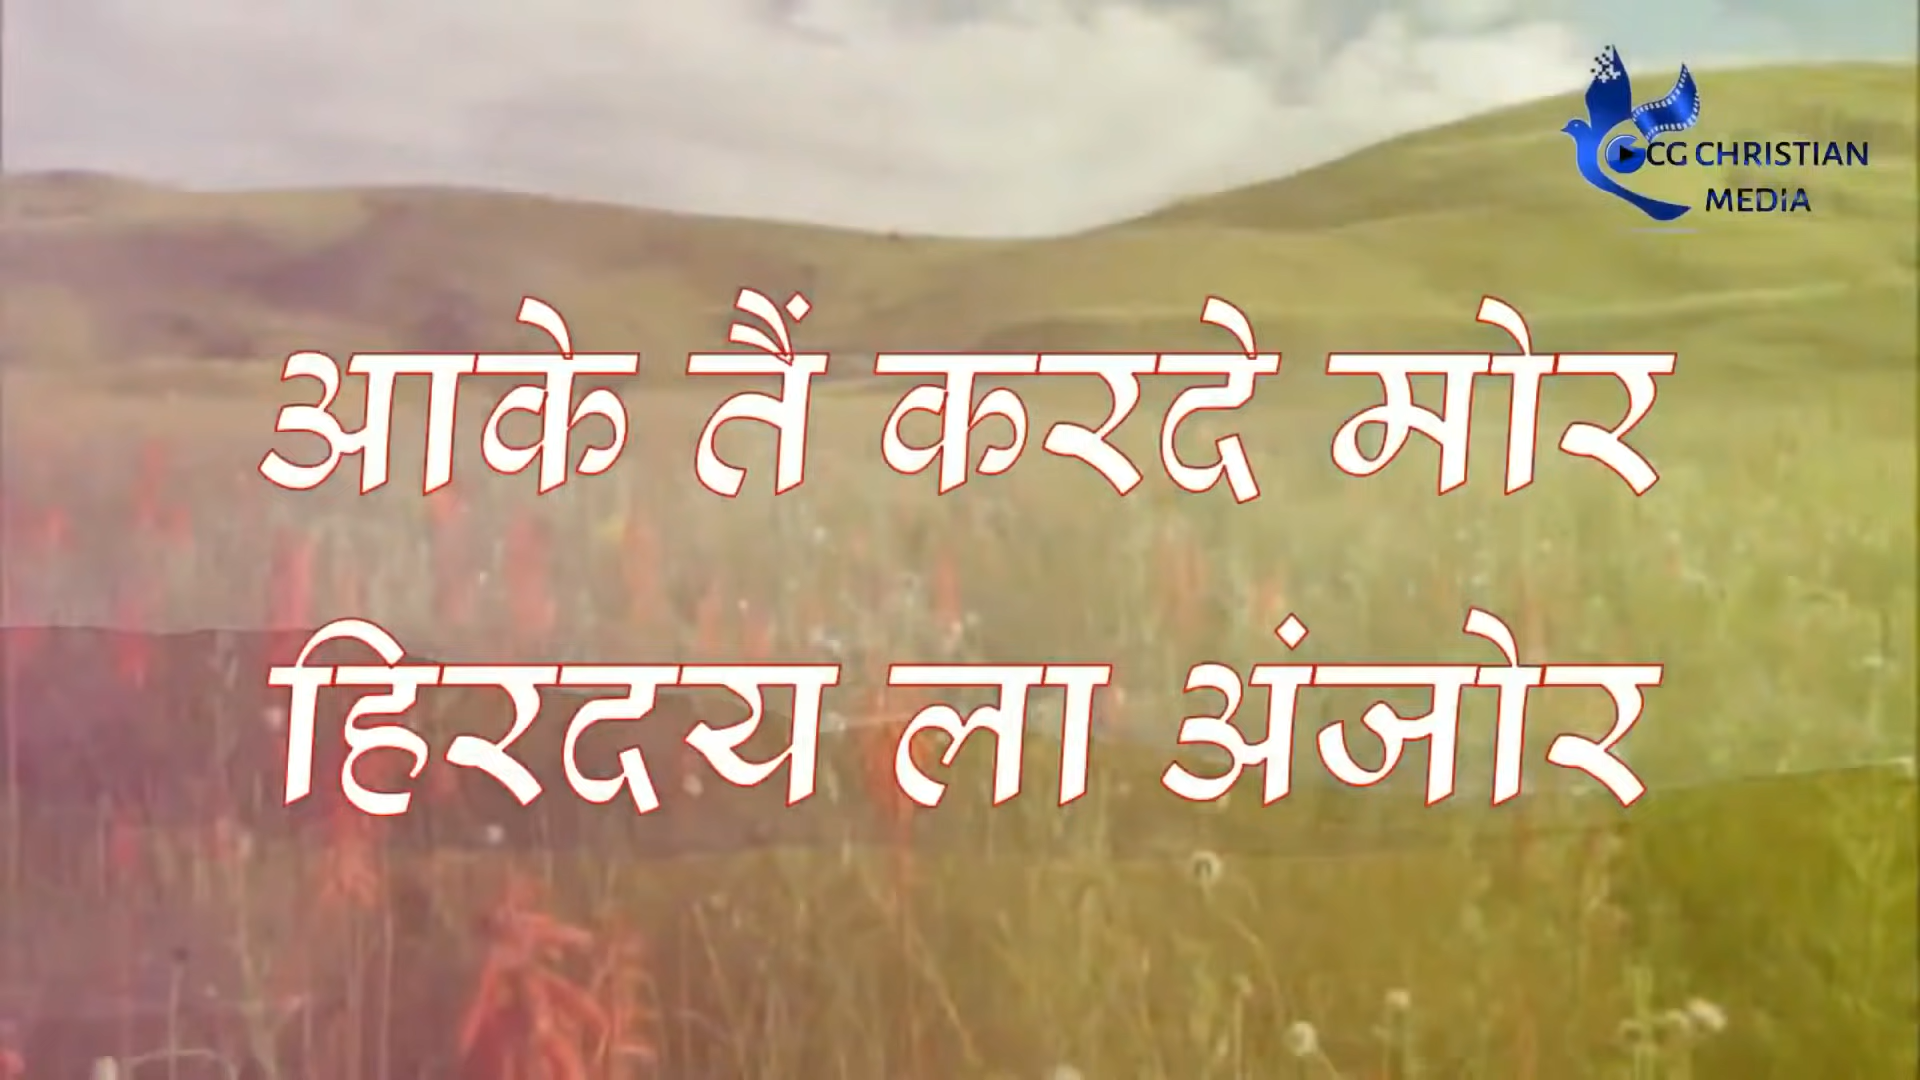 CG CHRISTIAN
MEDIA
आके तैं करदे मोर
हिरदय ला अंजोर